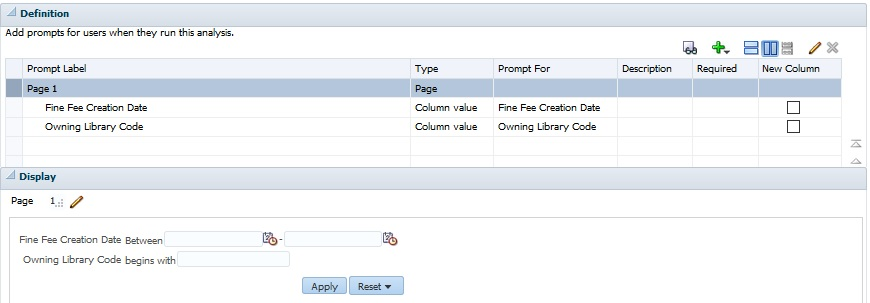 Definition
Add prompts for users when they run this analysis.
Prompt Label Type Prompt For Description Required New Column
Page 1 Page
Fine Fee Creation Date Column value Fine Fee Creation Date
Owning Library Code Column value Owning Library Code
Display
Page 1
Fine Fee Creation Date Between -
Owning Library Code begins with
Apply Reset